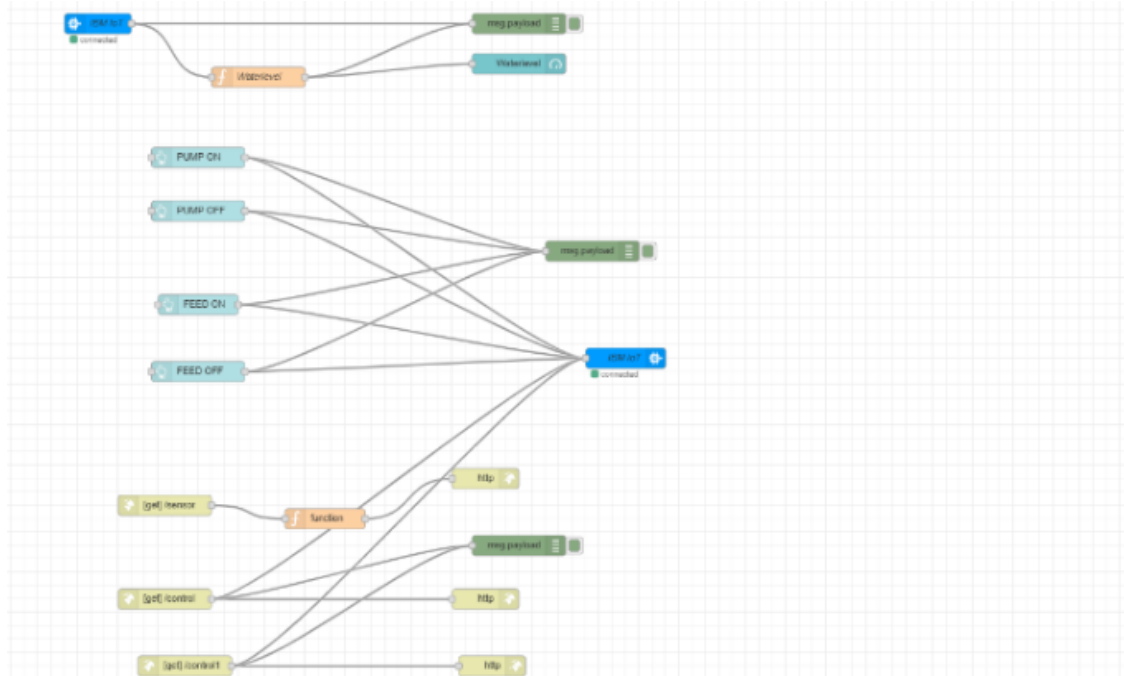 IBM IoT
msg.payload
connected
Waterlevel
Waterlevel
PUMP ON
PUMP OFF
msg.payload
FEED ON
IBM IoT
FEED OFF
connected
http
[get] /sensor
function
msg.payload
[get] /control
http
[get] /control1
http